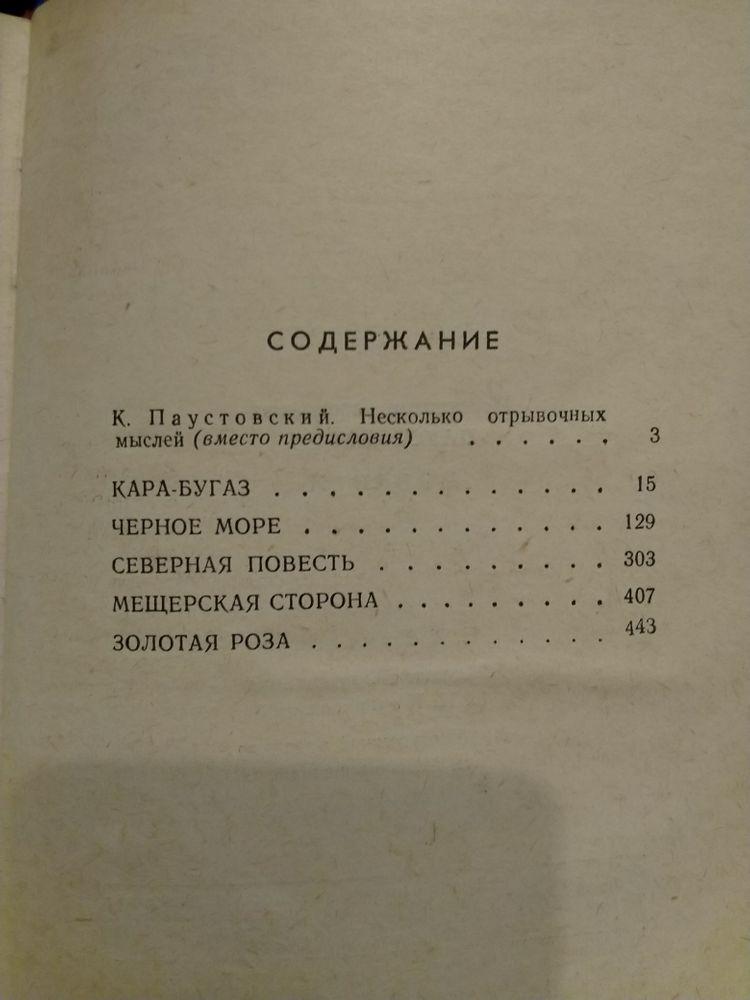 СОДЕРЖАНИЕ
К. Паустовский. Несколько отрывочных
мыслей (вместо предисловия) . . . . . . 3
КАРА-БУГАЗ . . . . . . . . . . . . . 15
ЧЕРНОЕ МОРЕ . . . . . . . . . . . . 129
СЕВЕРНАЯ ПОВЕСТЬ . . . . . . . . . 303
МЕЩЕРСКАЯ СТОРОНА . . . . . . . . 407
ЗОЛОТАЯ РОЗА . . . . . . . . . . . . 443